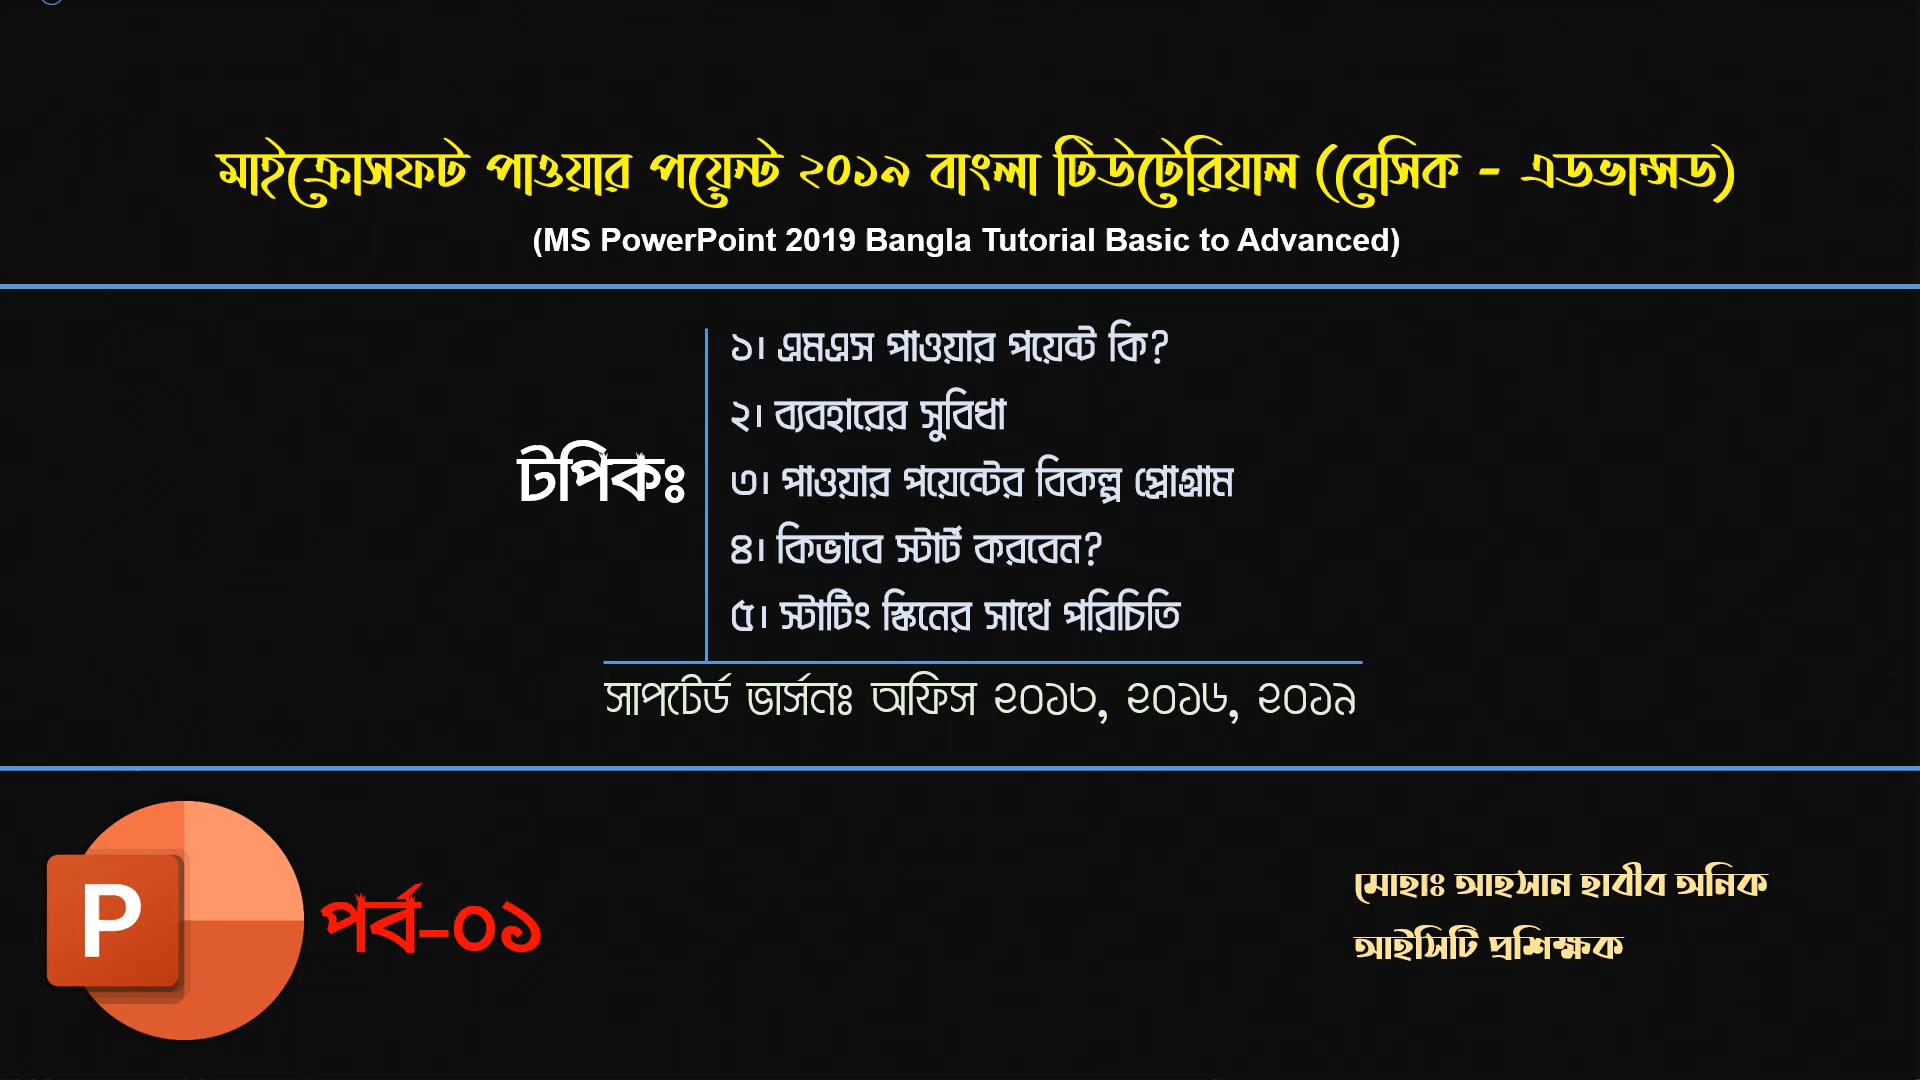 মাইক্রোসফট পাওয়ার পয়েন্ট ২০১৯ বাংলা টিউটেরিয়াল (বেসিক - এডভান্সড)
(MS PowerPoint 2019 Bangla Tutorial Basic to Advanced)
টপিকঃ
১। এমএস পাওয়ার পয়েন্ট কি?
২। ব্যবহারের সুবিধা
৩। পাওয়ার পয়েন্টের বিকল্প প্রোগ্রাম
৪। কিভাবে স্টার্ট করবেন?
৫। স্টার্টিং স্কিনের সাথে পরিচিতি
সাপটের্ড ভার্সনঃ অফিস ২০১৩, ২০১৬, ২০১৯
P
পর্ব-০১
মোহাঃ আহসান হাবীব অনিক
আইসিটি প্রশিক্ষক